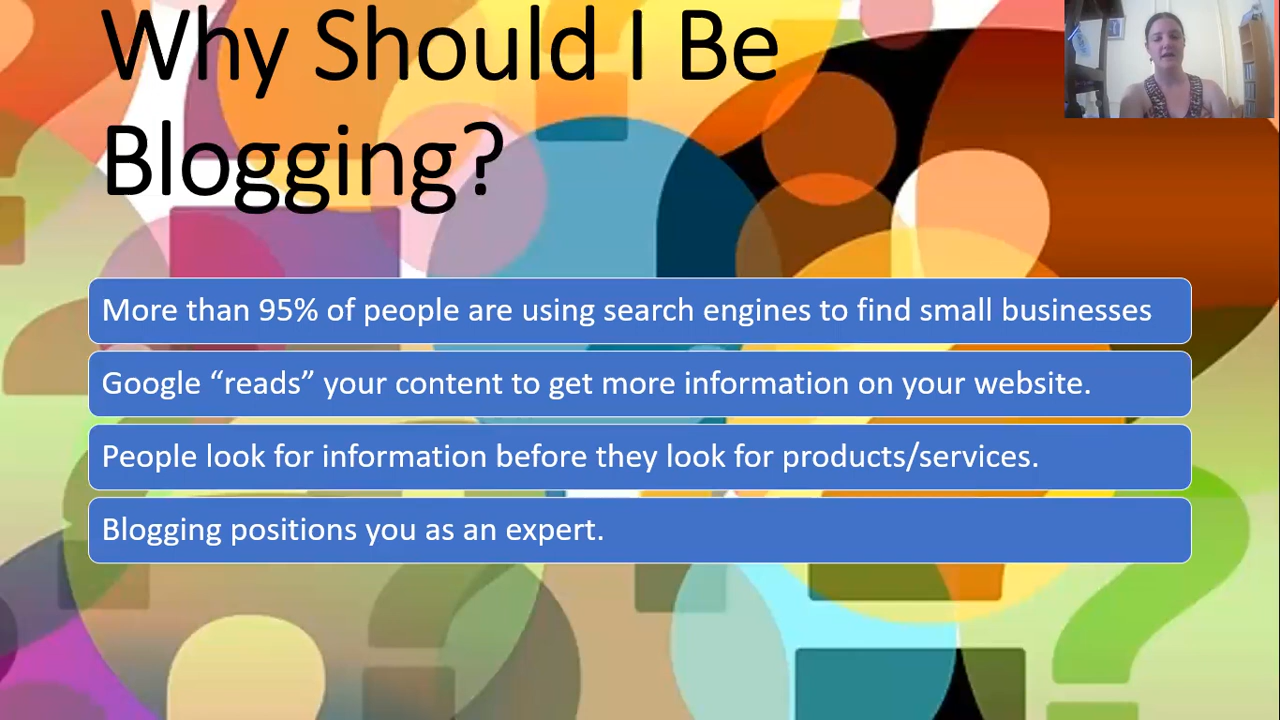 Why Should I Be
Blogging?
More than 95% of people are using search engines to find small businesses
Google “reads” your content to get more information on your website.
People look for information before they look for products/services.
Blogging positions you as an expert.